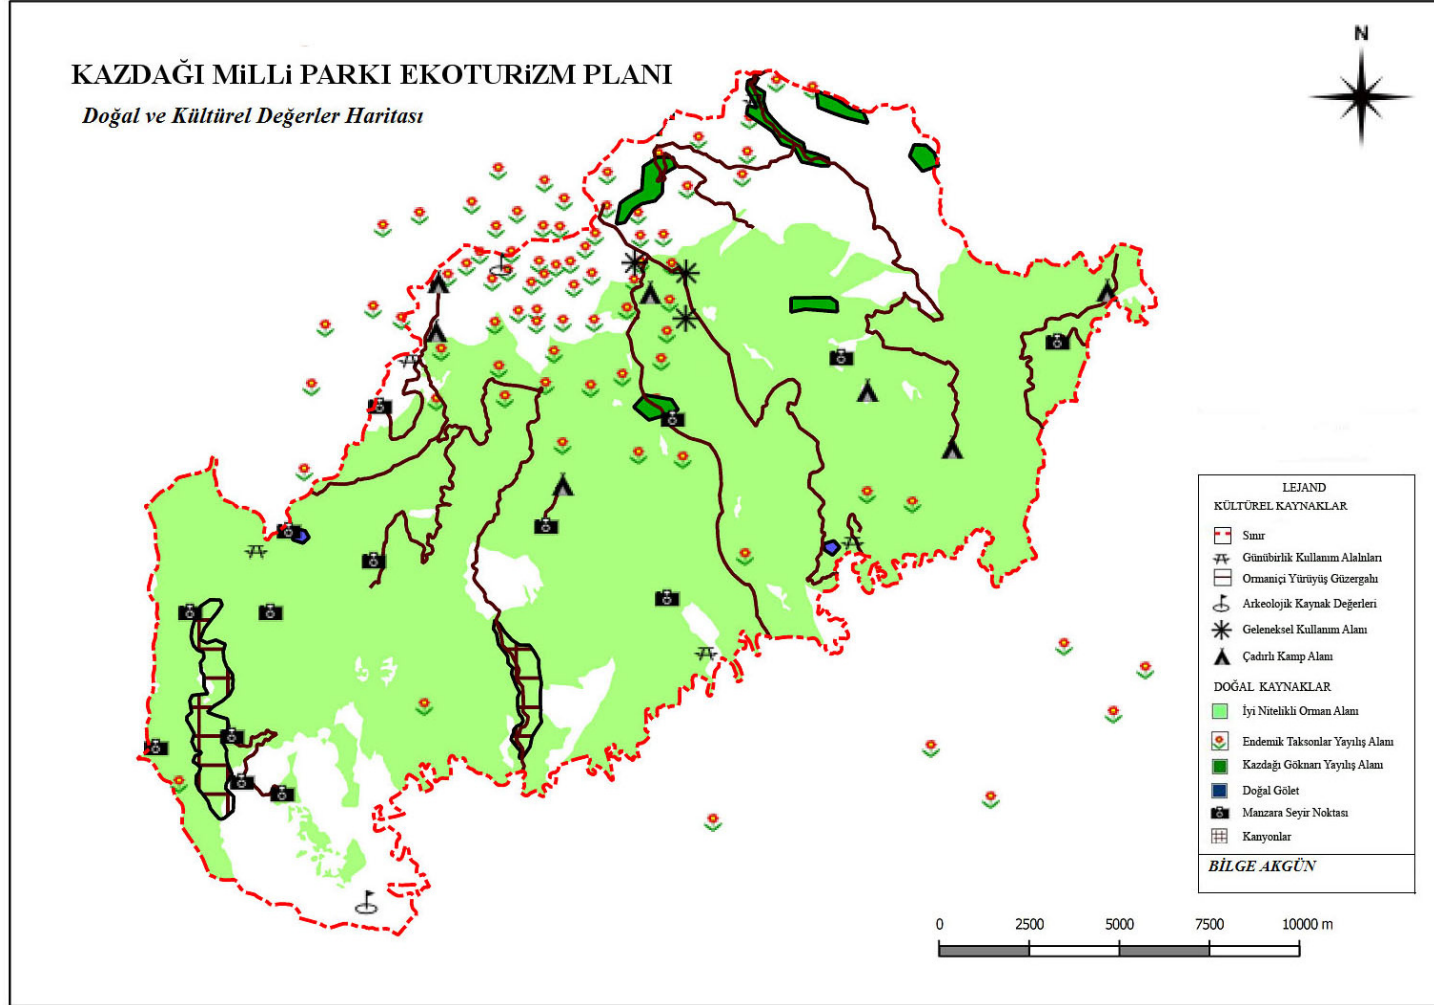 KAZDAĞI MiLLi PARKI EKOTURiZM PLANI
Doğal ve Kültürel Değerler Haritası
N
LEJAND
KÜLTÜREL KAYNAKLAR
Sınır
Günübirlik Kullanım Alalnları
Ormaniçi Yürüyüş Güzergahı
Arkeolojik Kaynak Değerleri
Geleneksel Kullanım Alanı
Çadırlı Kamp Alanı
DOĞAL KAYNAKLAR
İyi Nitelikli Orman Alanı
Endemik Taksonlar Yayılış Alanı
Kazdağı Göknarı Yayılış Alanı
Doğal Gölet
Manzara Seyir Noktası
Kanyonlar
BİLGE AKGÜN
0 2500 5000 7500 10000 m